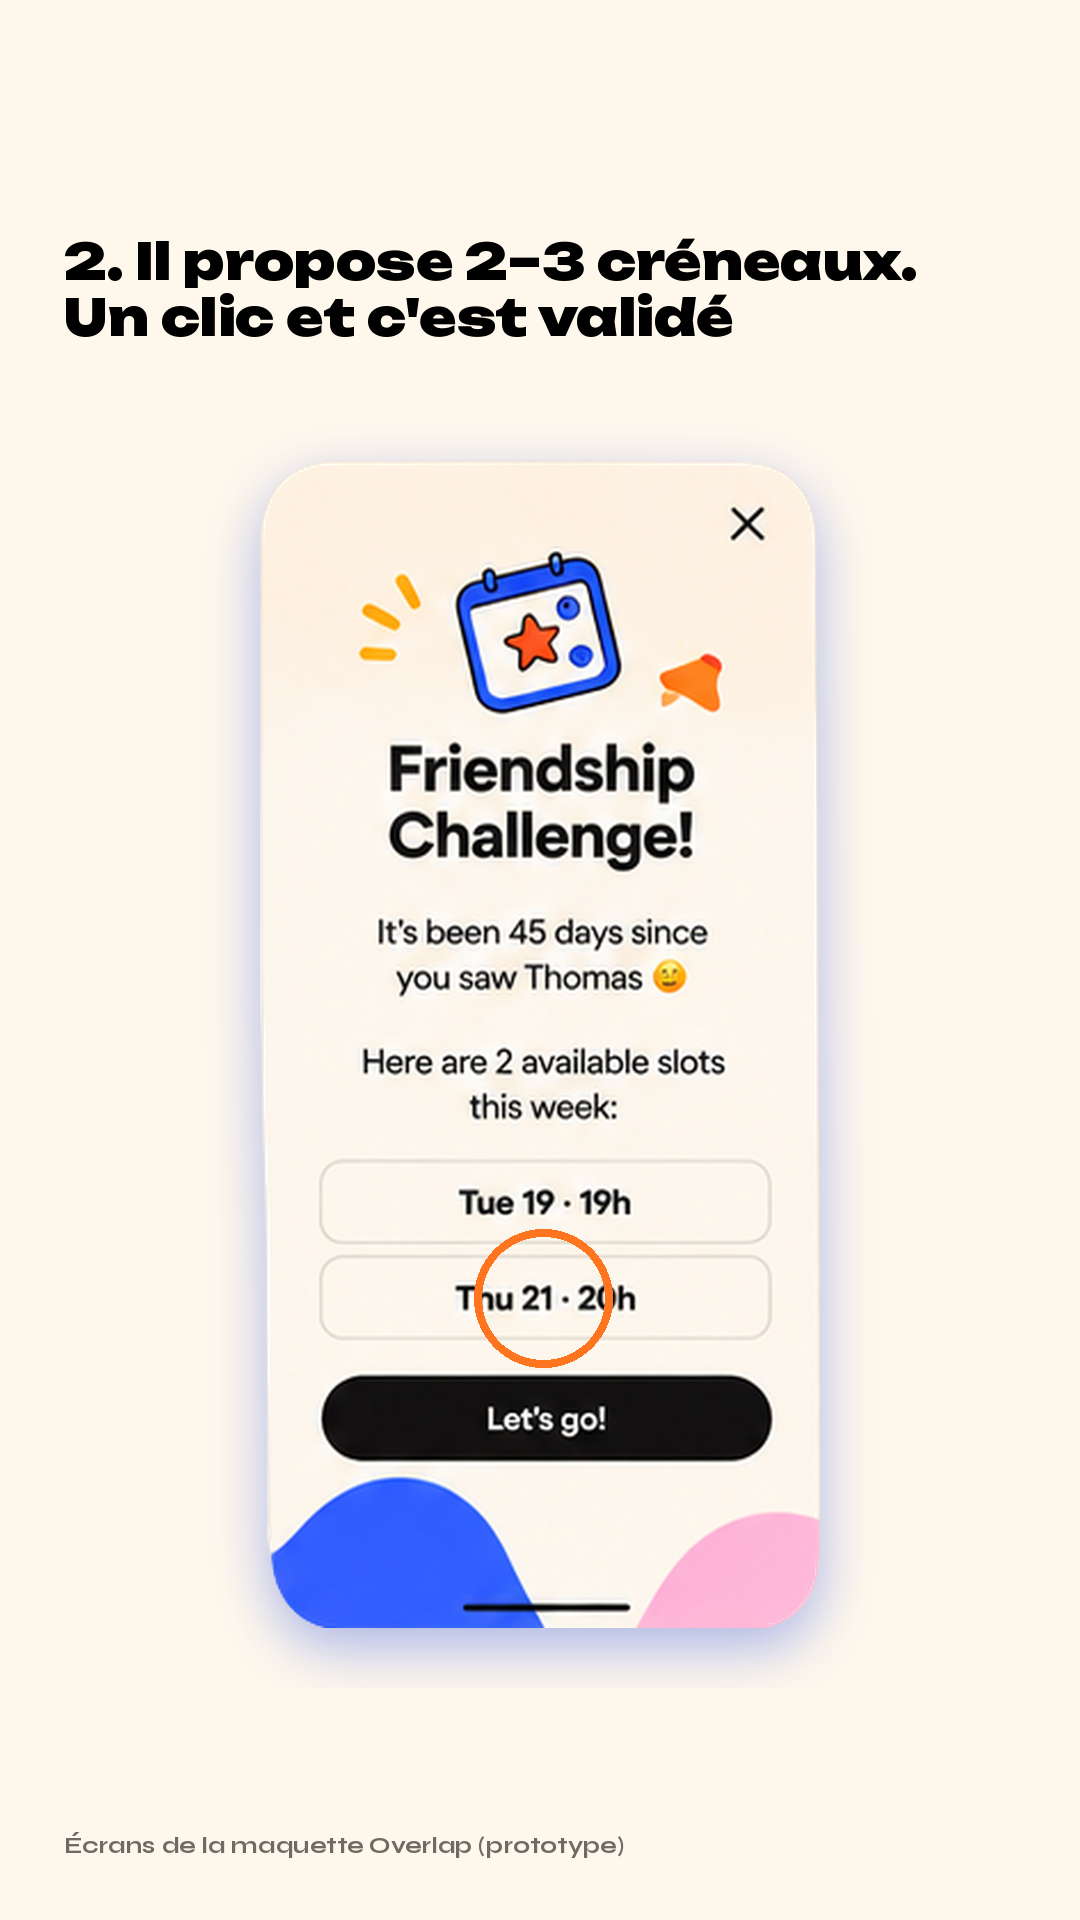 2. Il propose 2–3 créneaux.
Un clic et c'est validé
Friendship
Challenge!
It's been 45 days since
you saw Thomas
Here are 2 available slots
this week:
Tue 19 · 19h
Thu 21 · 20h
Let's go!
Écrans de la maquette Overlap (prototype)